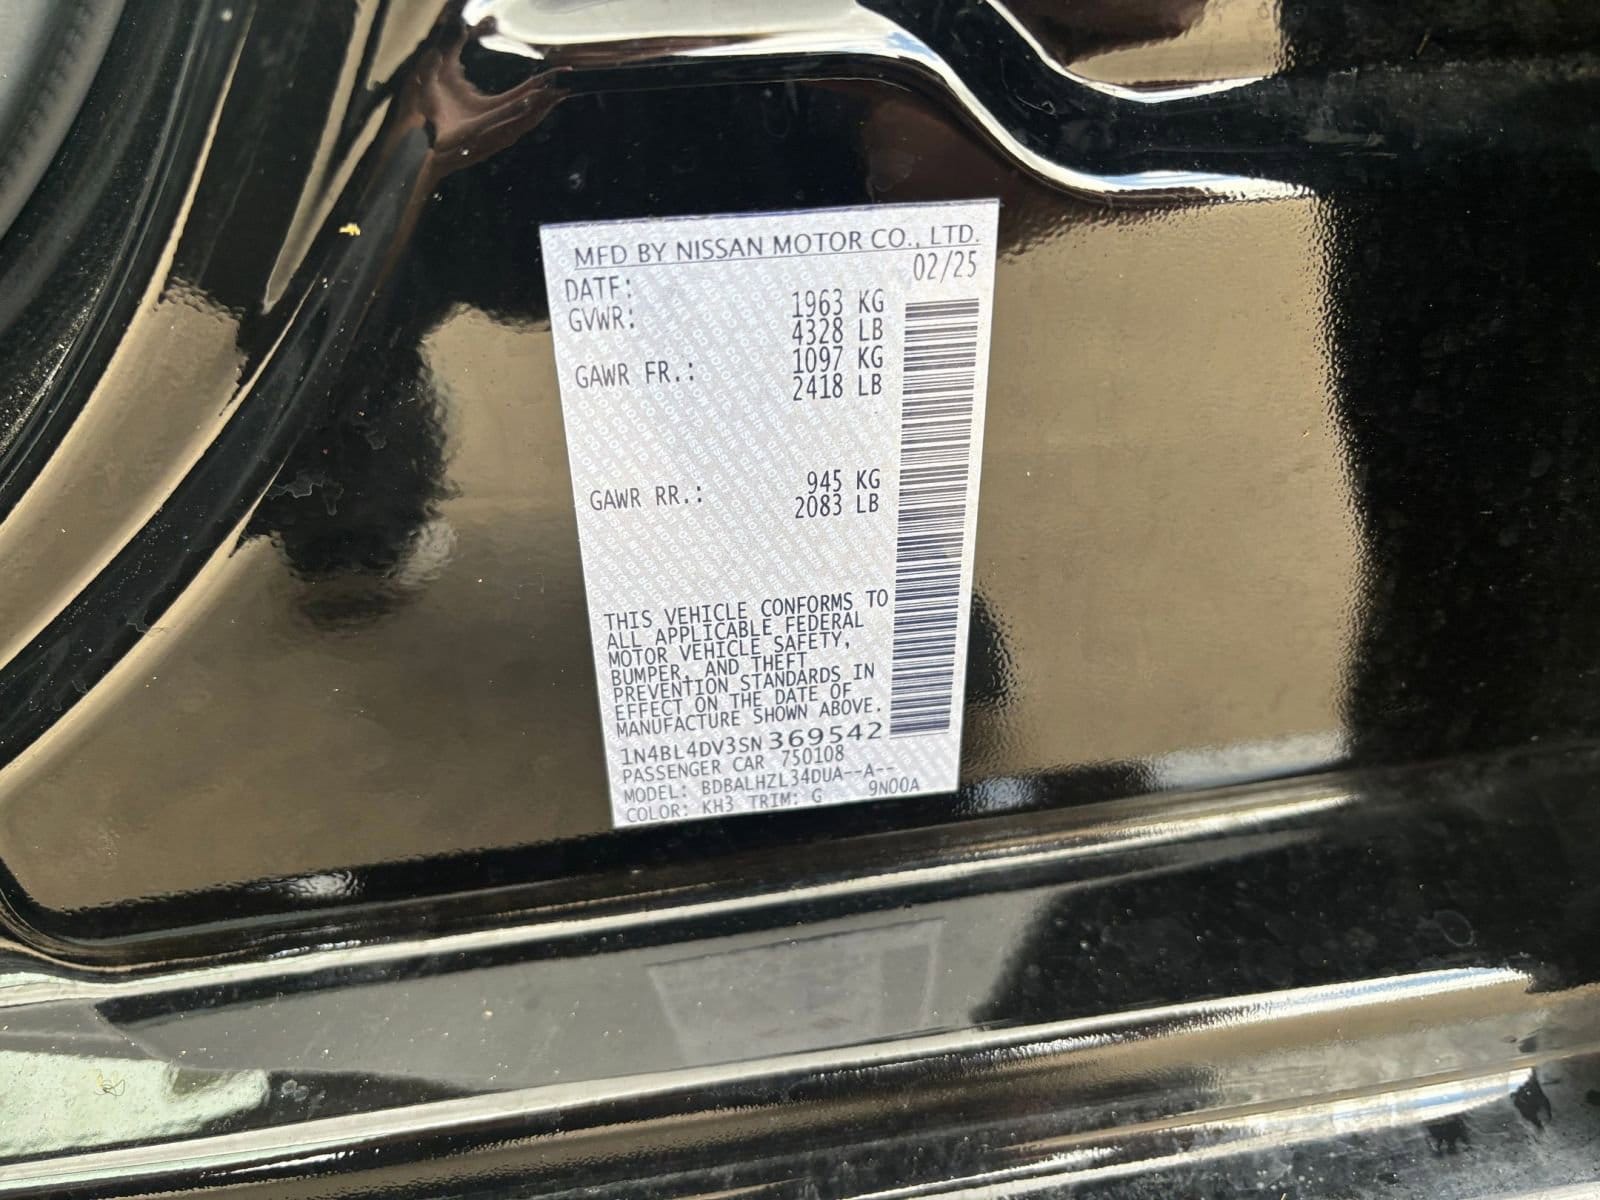 MFD BY NISSAN MOTOR CO., LTD.
DATE: 02/25
GVWR: 1963 KG
4328 LB
GAWR FR.: 1097 KG
2418 LB
GAWR RR.: 945 KG
2083 LB
THIS VEHICLE CONFORMS TO
ALL APPLICABLE FEDERAL
MOTOR VEHICLE SAFETY,
BUMPER, AND THEFT
PREVENTION STANDARDS IN
EFFECT ON THE DATE OF
MANUFACTURE SHOWN ABOVE.
1N4BL4DV3SN369542
PASSENGER CAR 750108
MODEL: BDBALHZL34DUA--A--
COLOR: KH3 TRIM: G 9N00A